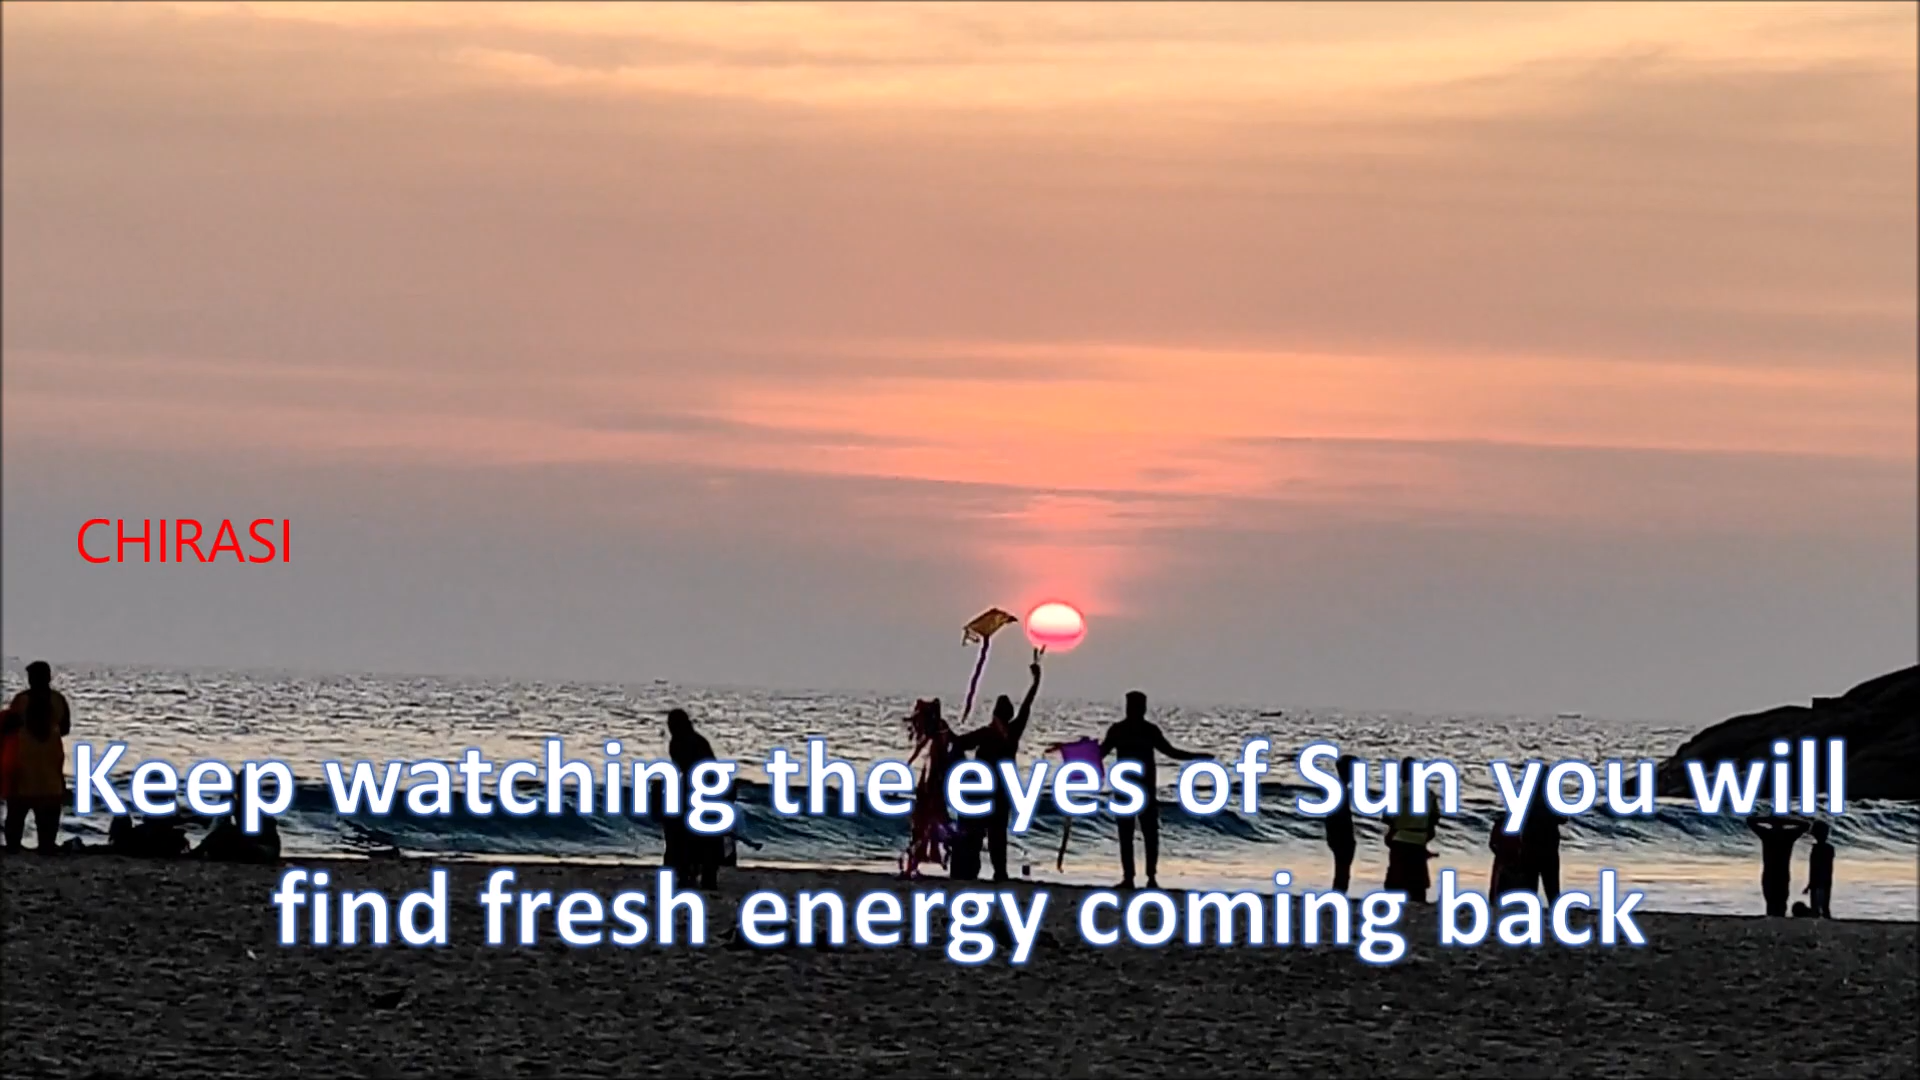 CHIRASI
Keep watching the eyes of Sun you will
find fresh energy coming back